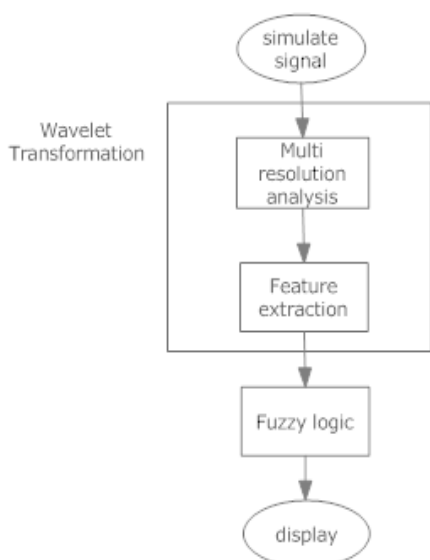 simulate
signal
Wavelet
Transformation
Multi
resolution
analysis
Feature
extraction
Fuzzy logic
display